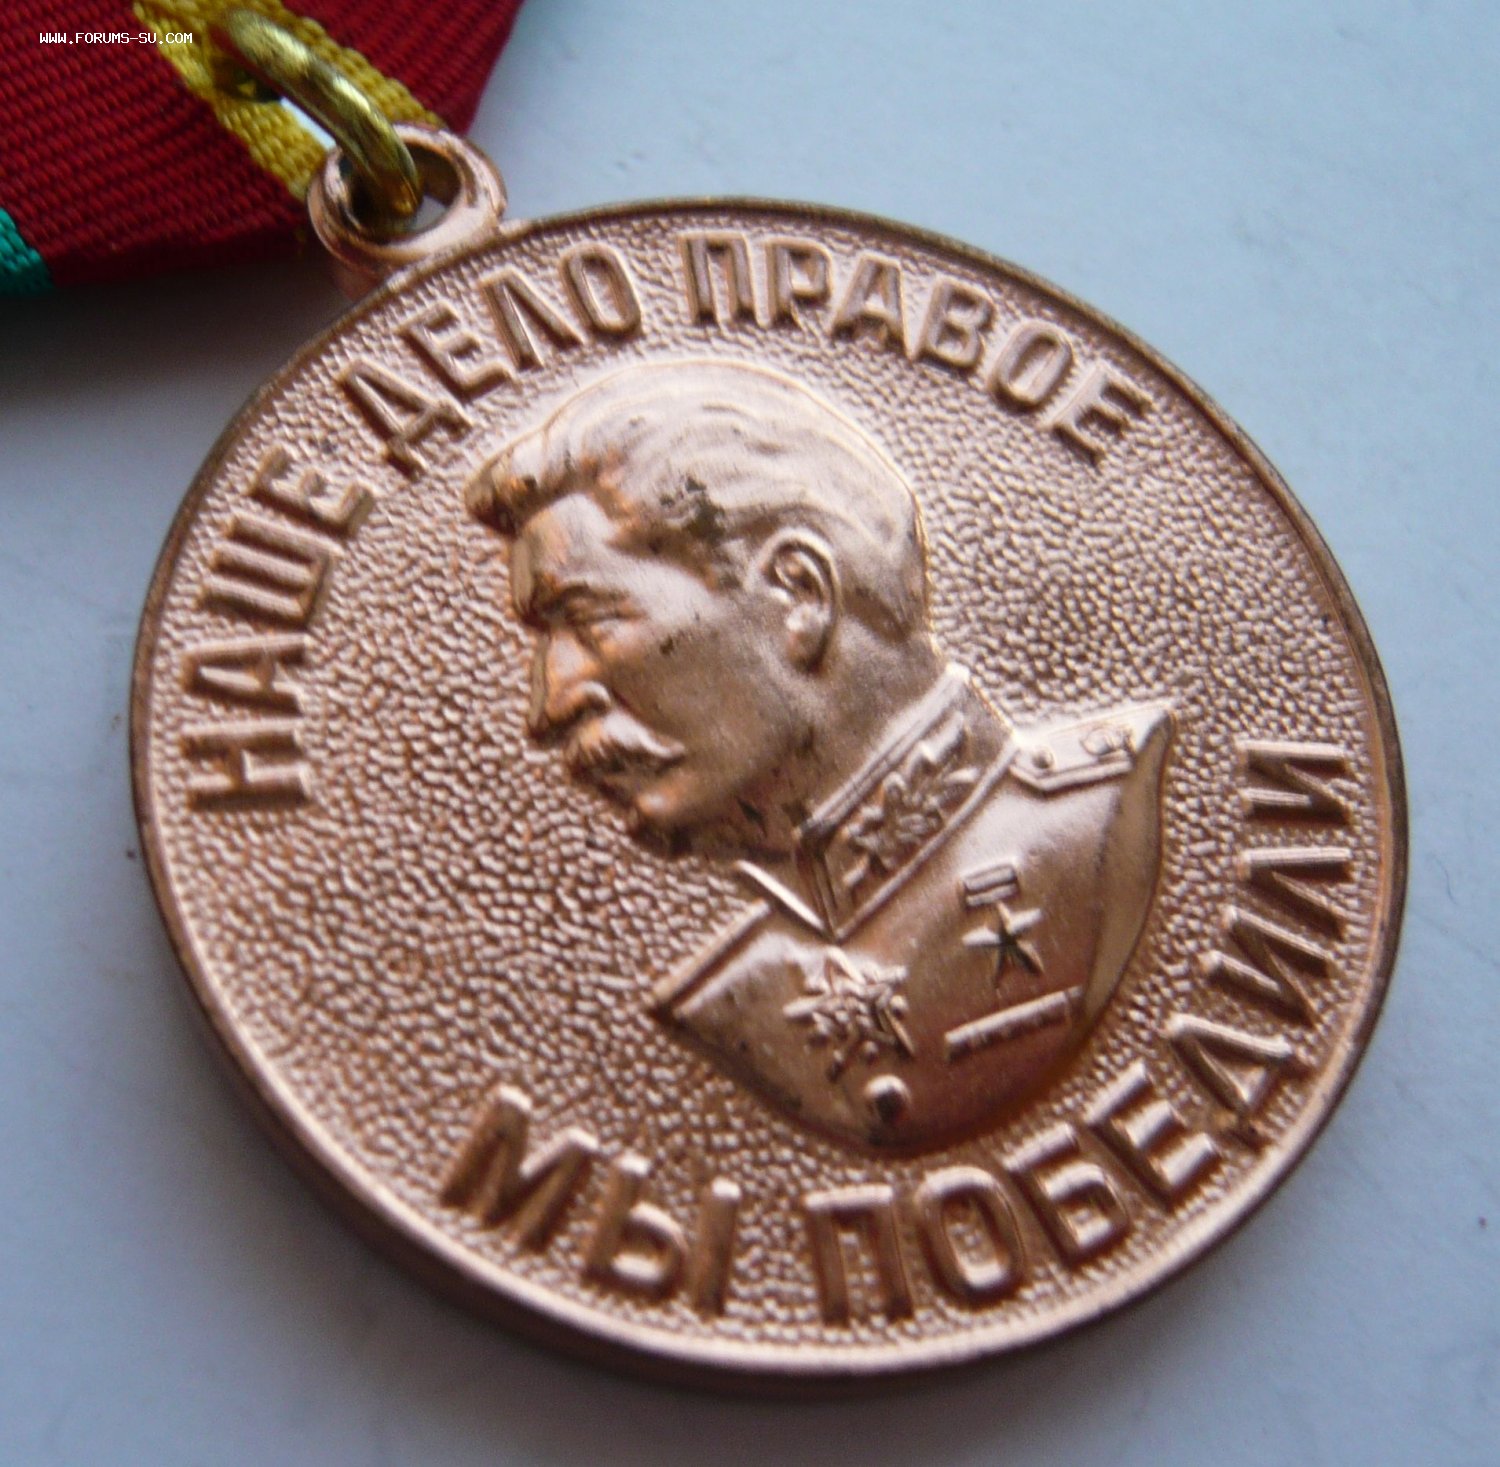 WWW.FORUMS-SU.COM
НАШЕ ДЕЛО ПРАВОЕ
МЫ ПОБЕДИЛИ